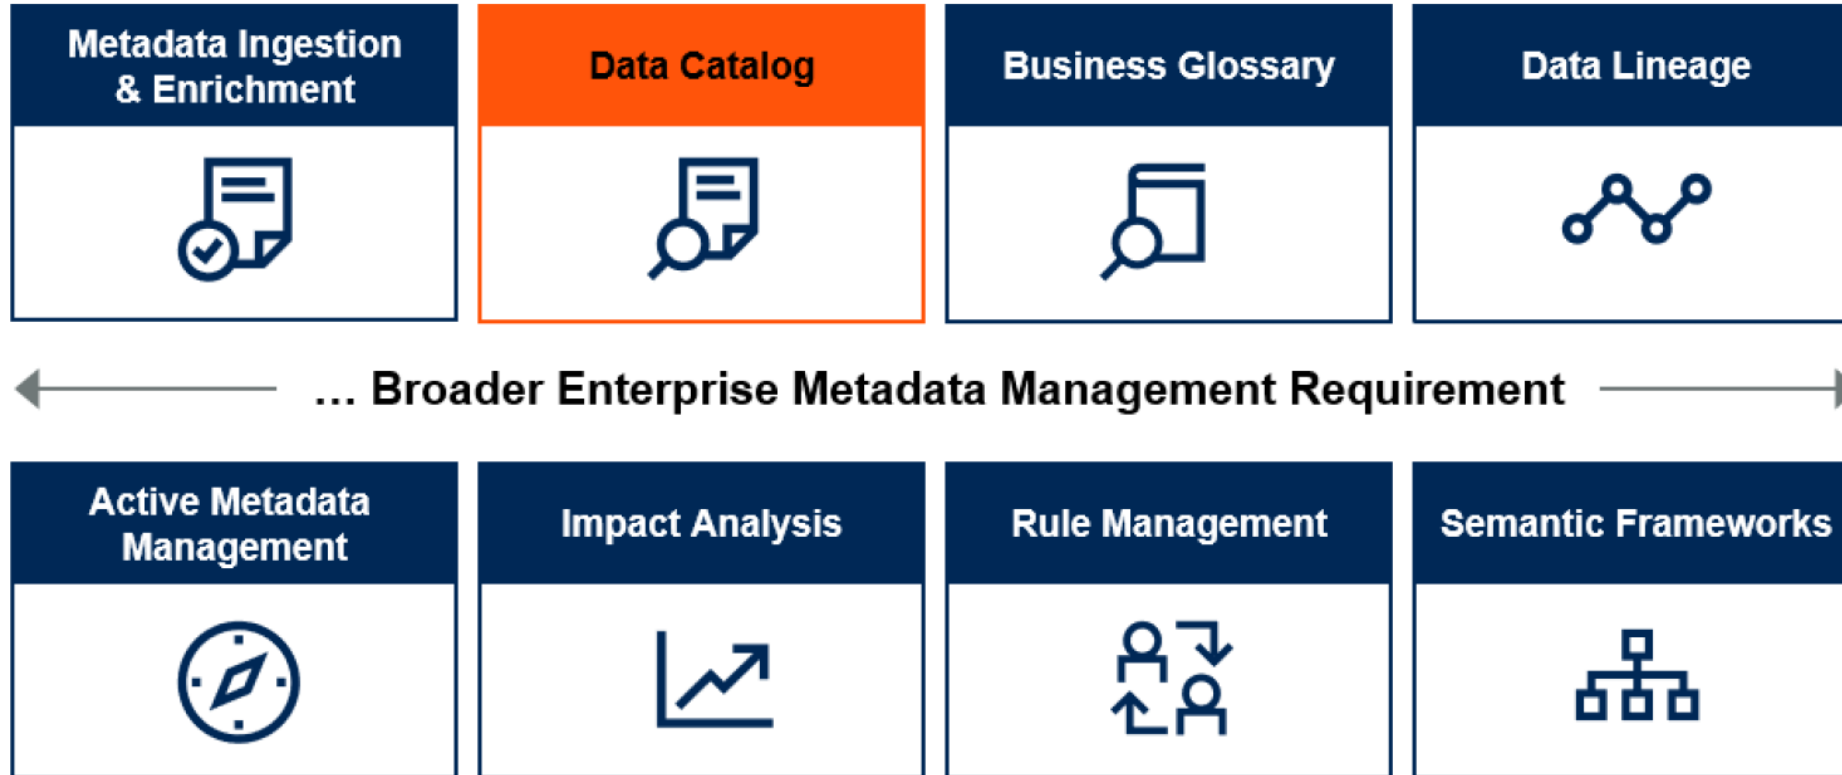 Metadata Ingestion
& Enrichment
Data Catalog
Business Glossary
Data Lineage
... Broader Enterprise Metadata Management Requirement
Active Metadata
Management
Impact Analysis
Rule Management
Semantic Frameworks